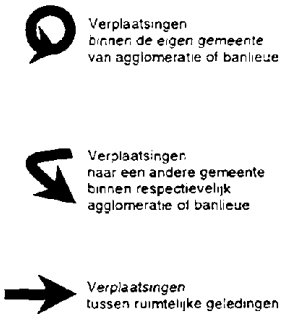 Verplaatsingen
binnen de eigen gemeente
van agglomeratie of banlieue
Verplaatsingen
naar een andere gemeente
binnen respectievelijk
agglomeratie of banlieue
Verplaatsingen
tussen ruimtelijke geledingen